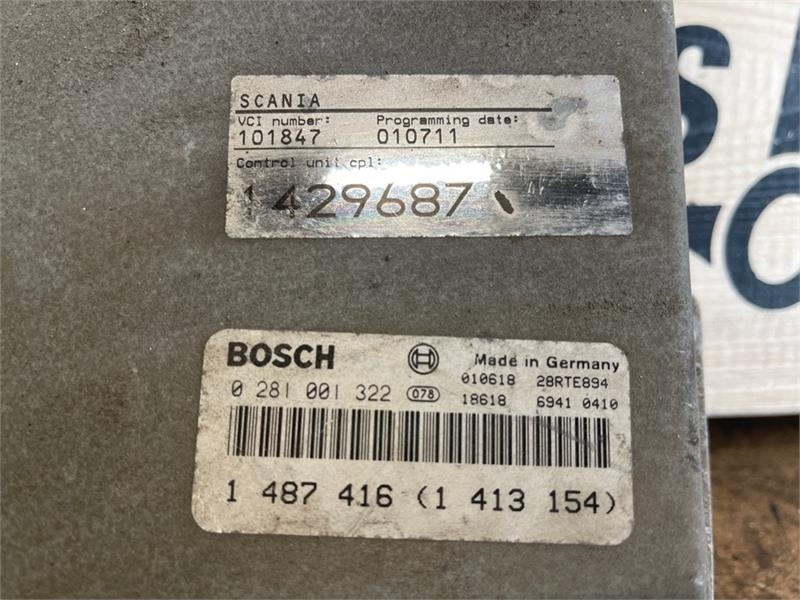 SCANIA
VCI number: Programming date:
101847 010711
Control unit cpl:
1429687
BOSCH Made in Germany
010618 28RTE894
0 281 001 322 078 18618 6941 0410
1 487 416 (1 413 154)